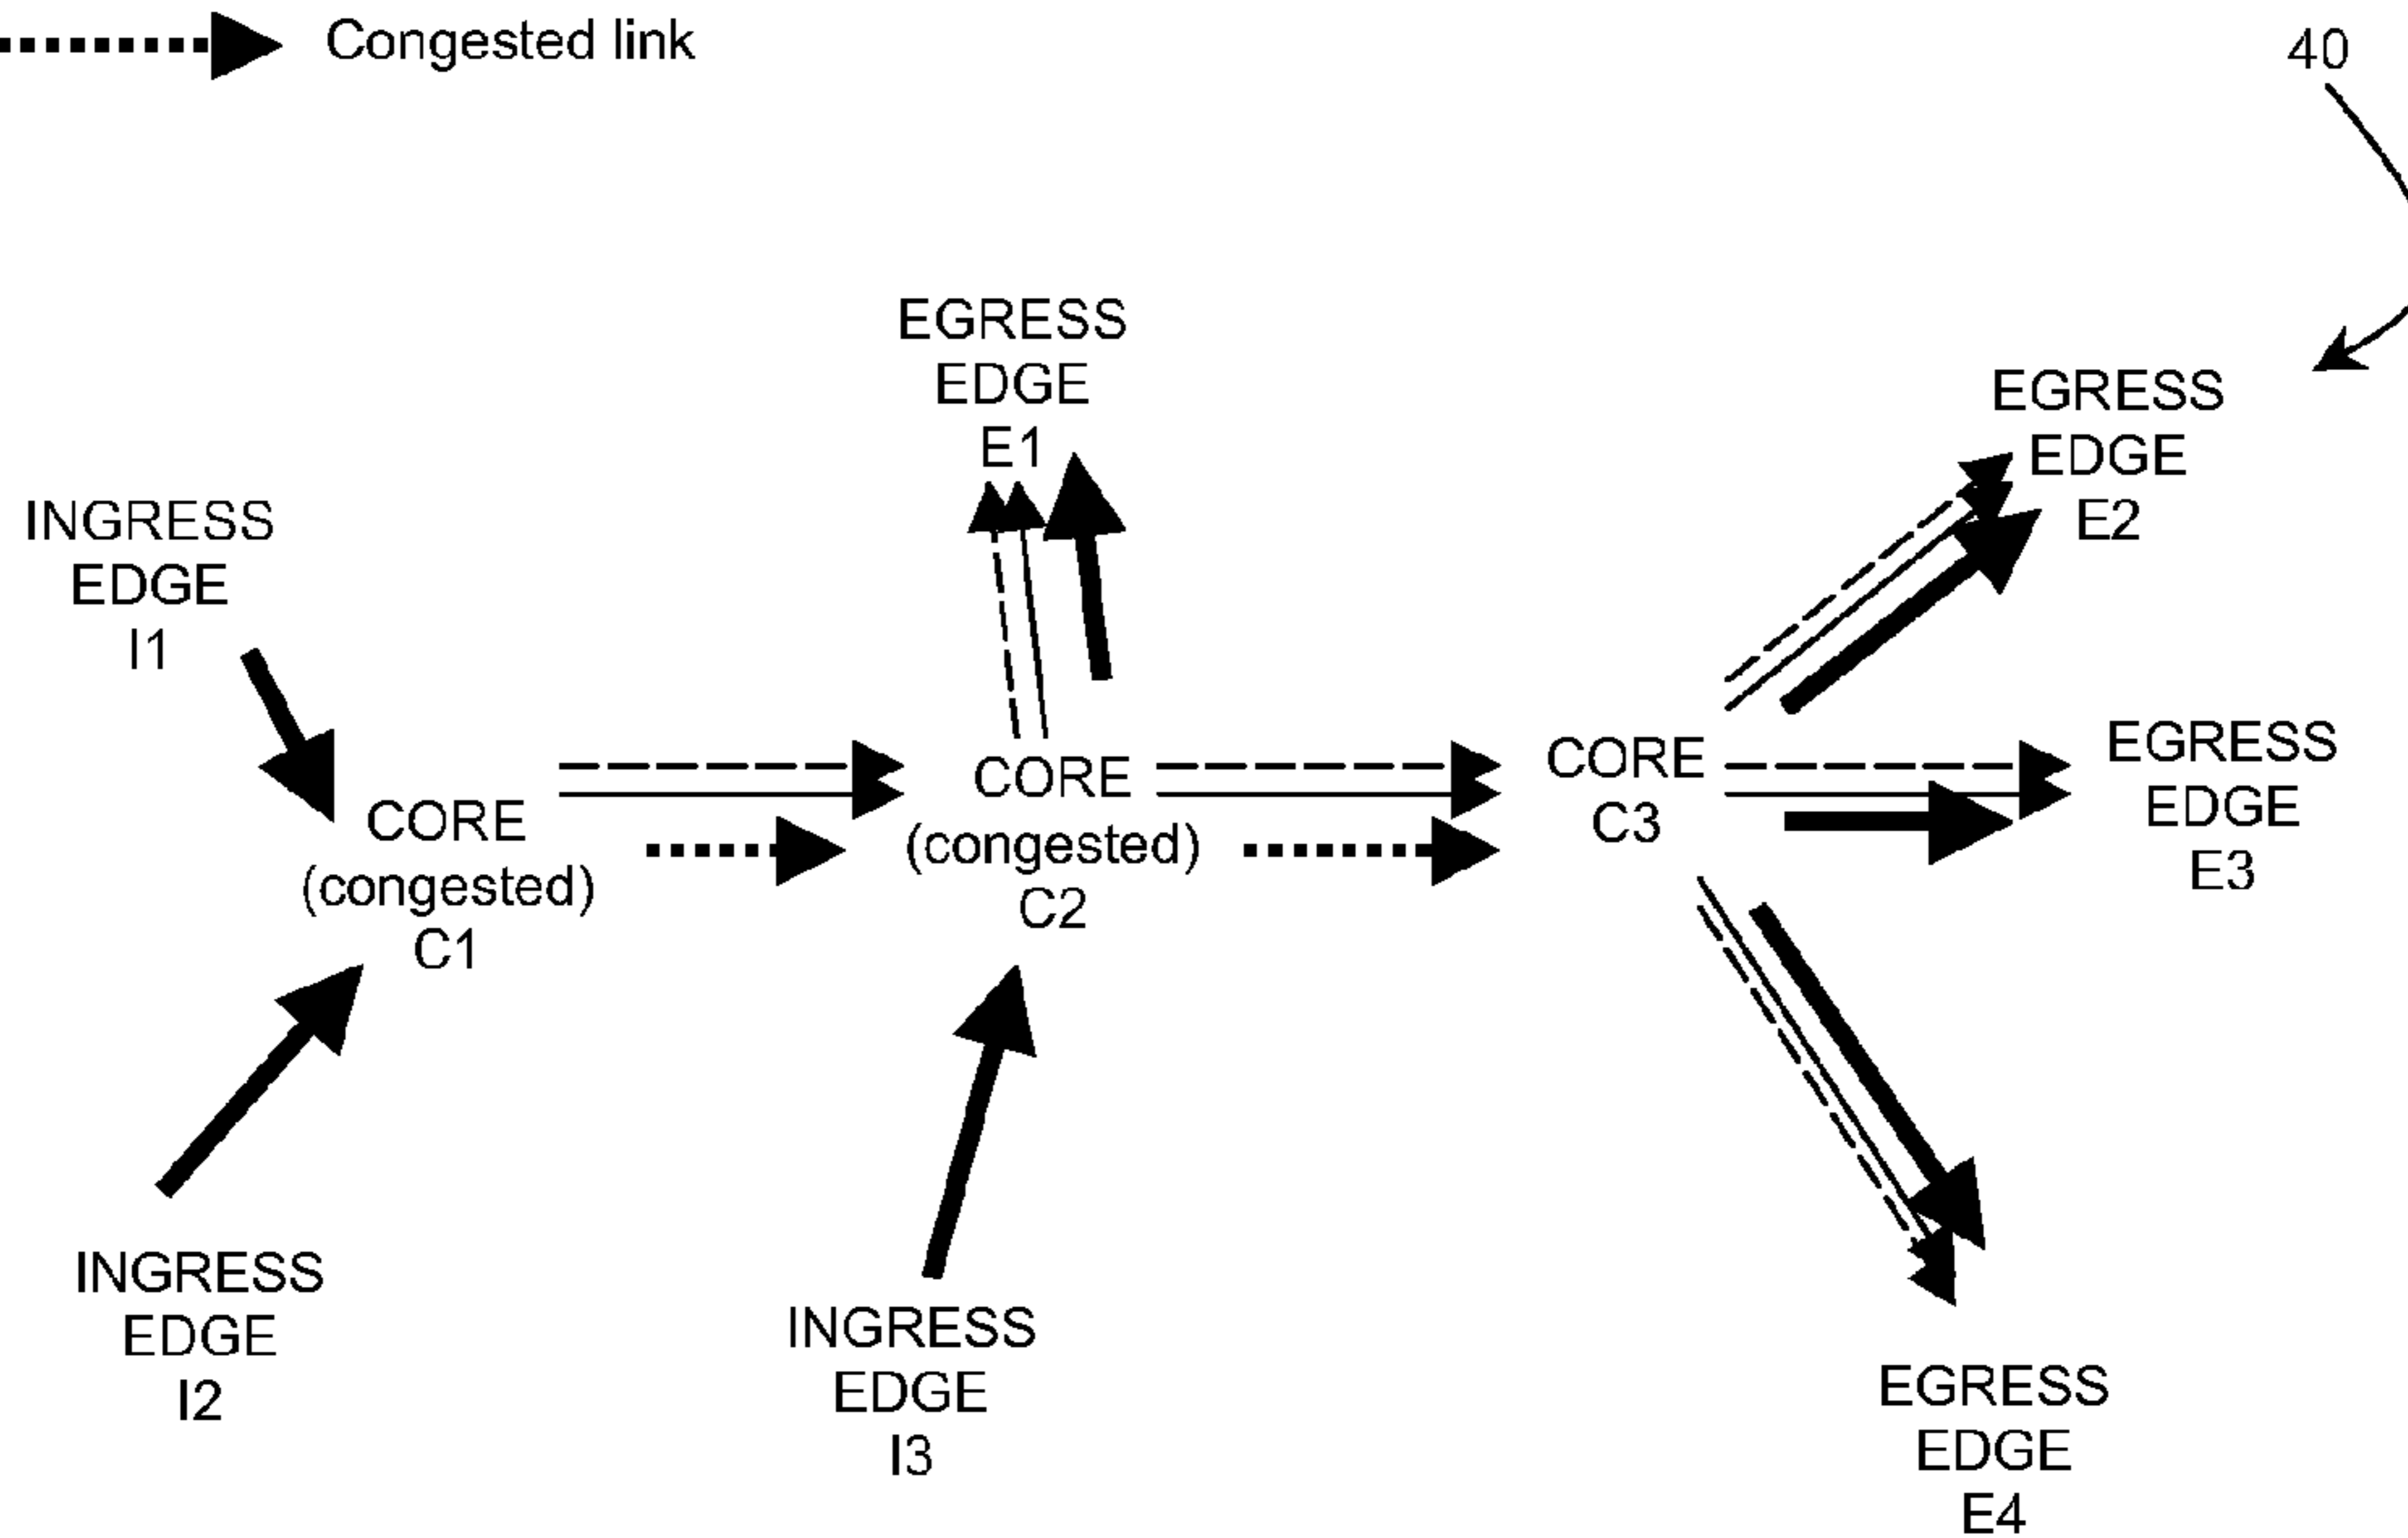 Congested link
40
EGRESS
EDGE
E1
EGRESS
EDGE
E2
INGRESS
EDGE
I1
CORE
(congested)
C1
CORE
(congested)
C2
CORE
C3
EGRESS
EDGE
E3
INGRESS
EDGE
I2
INGRESS
EDGE
I3
EGRESS
EDGE
E4